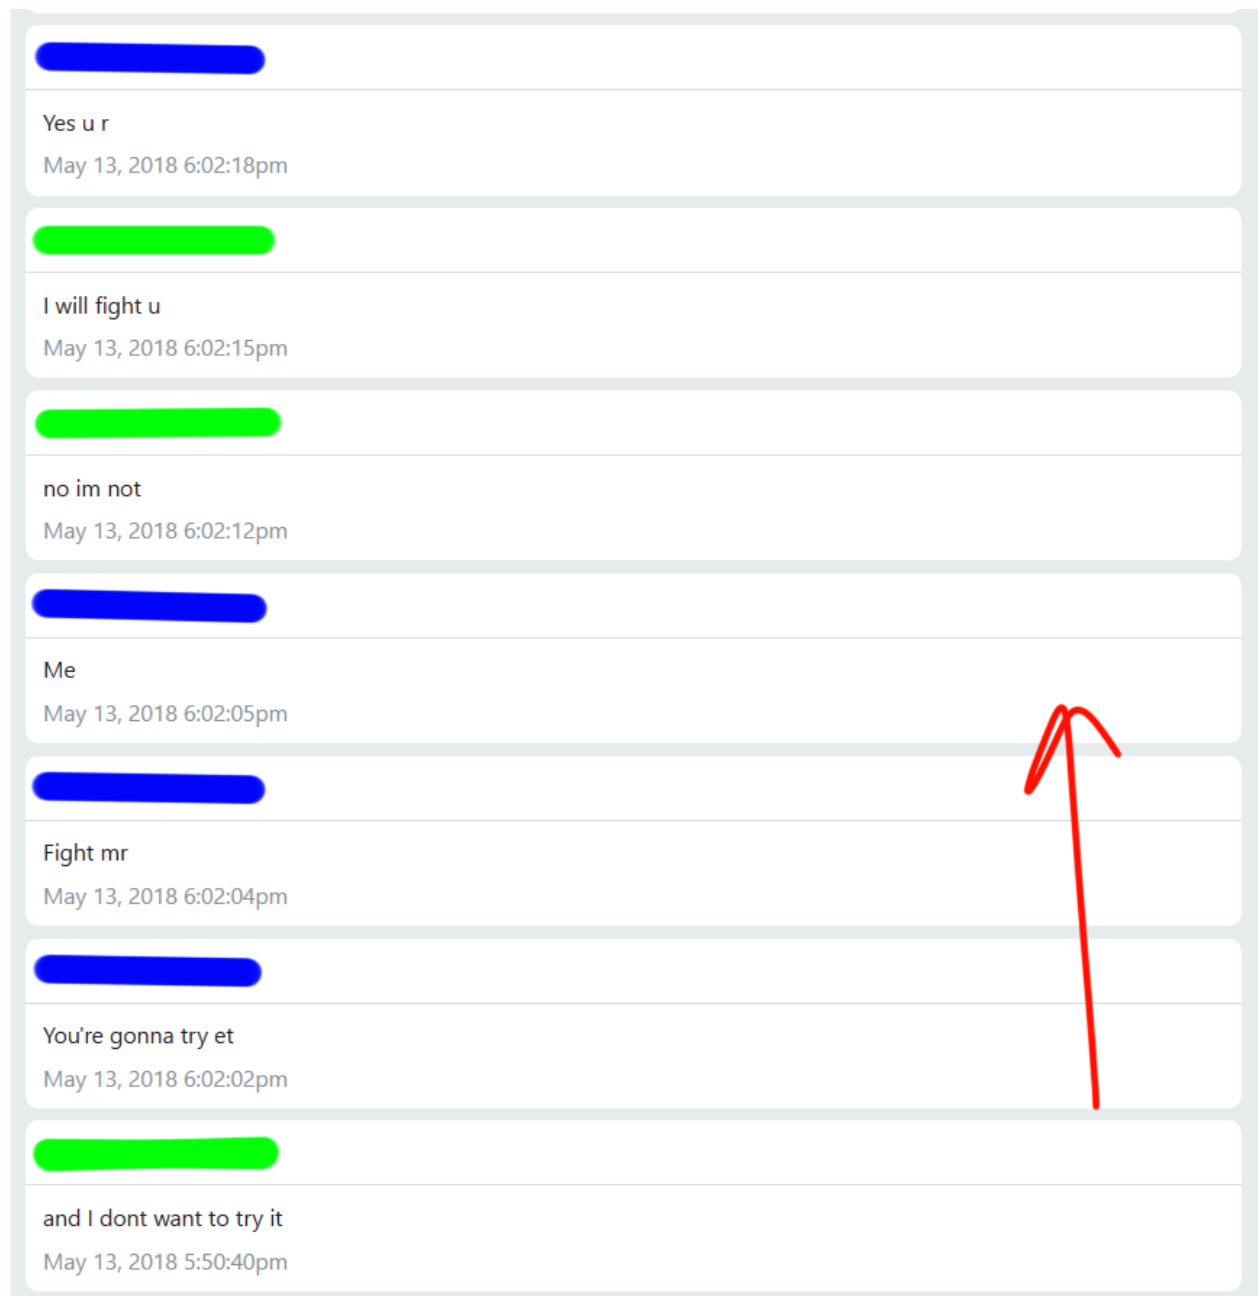 Yes u r
May 13, 2018 6:02:18pm
I will fight u
May 13, 2018 6:02:15pm
no im not
May 13, 2018 6:02:12pm
Me
May 13, 2018 6:02:05pm
Fight mr
May 13, 2018 6:02:04pm
You're gonna try et
May 13, 2018 6:02:02pm
and I dont want to try it
May 13, 2018 5:50:40pm